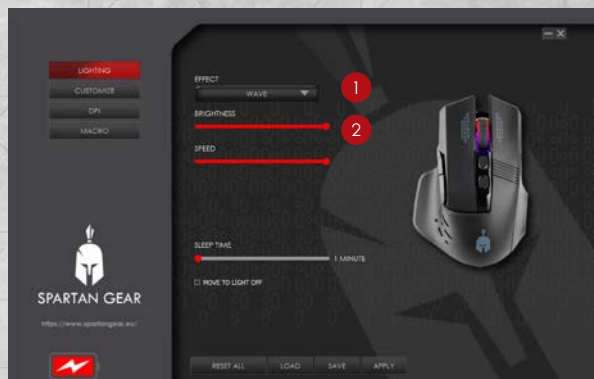 LIGHTING
CUSTOMIZE
DPI
MACRO
EFFECT
WAVE
1
BRIGHTNESS
2
SPEED
SLEEP TIME
1 MINUTE
MOVE TO LIGHT OFF
SPARTAN GEAR
https://www.spartangear.eu/
RESET ALL
LOAD
SAVE
APPLY